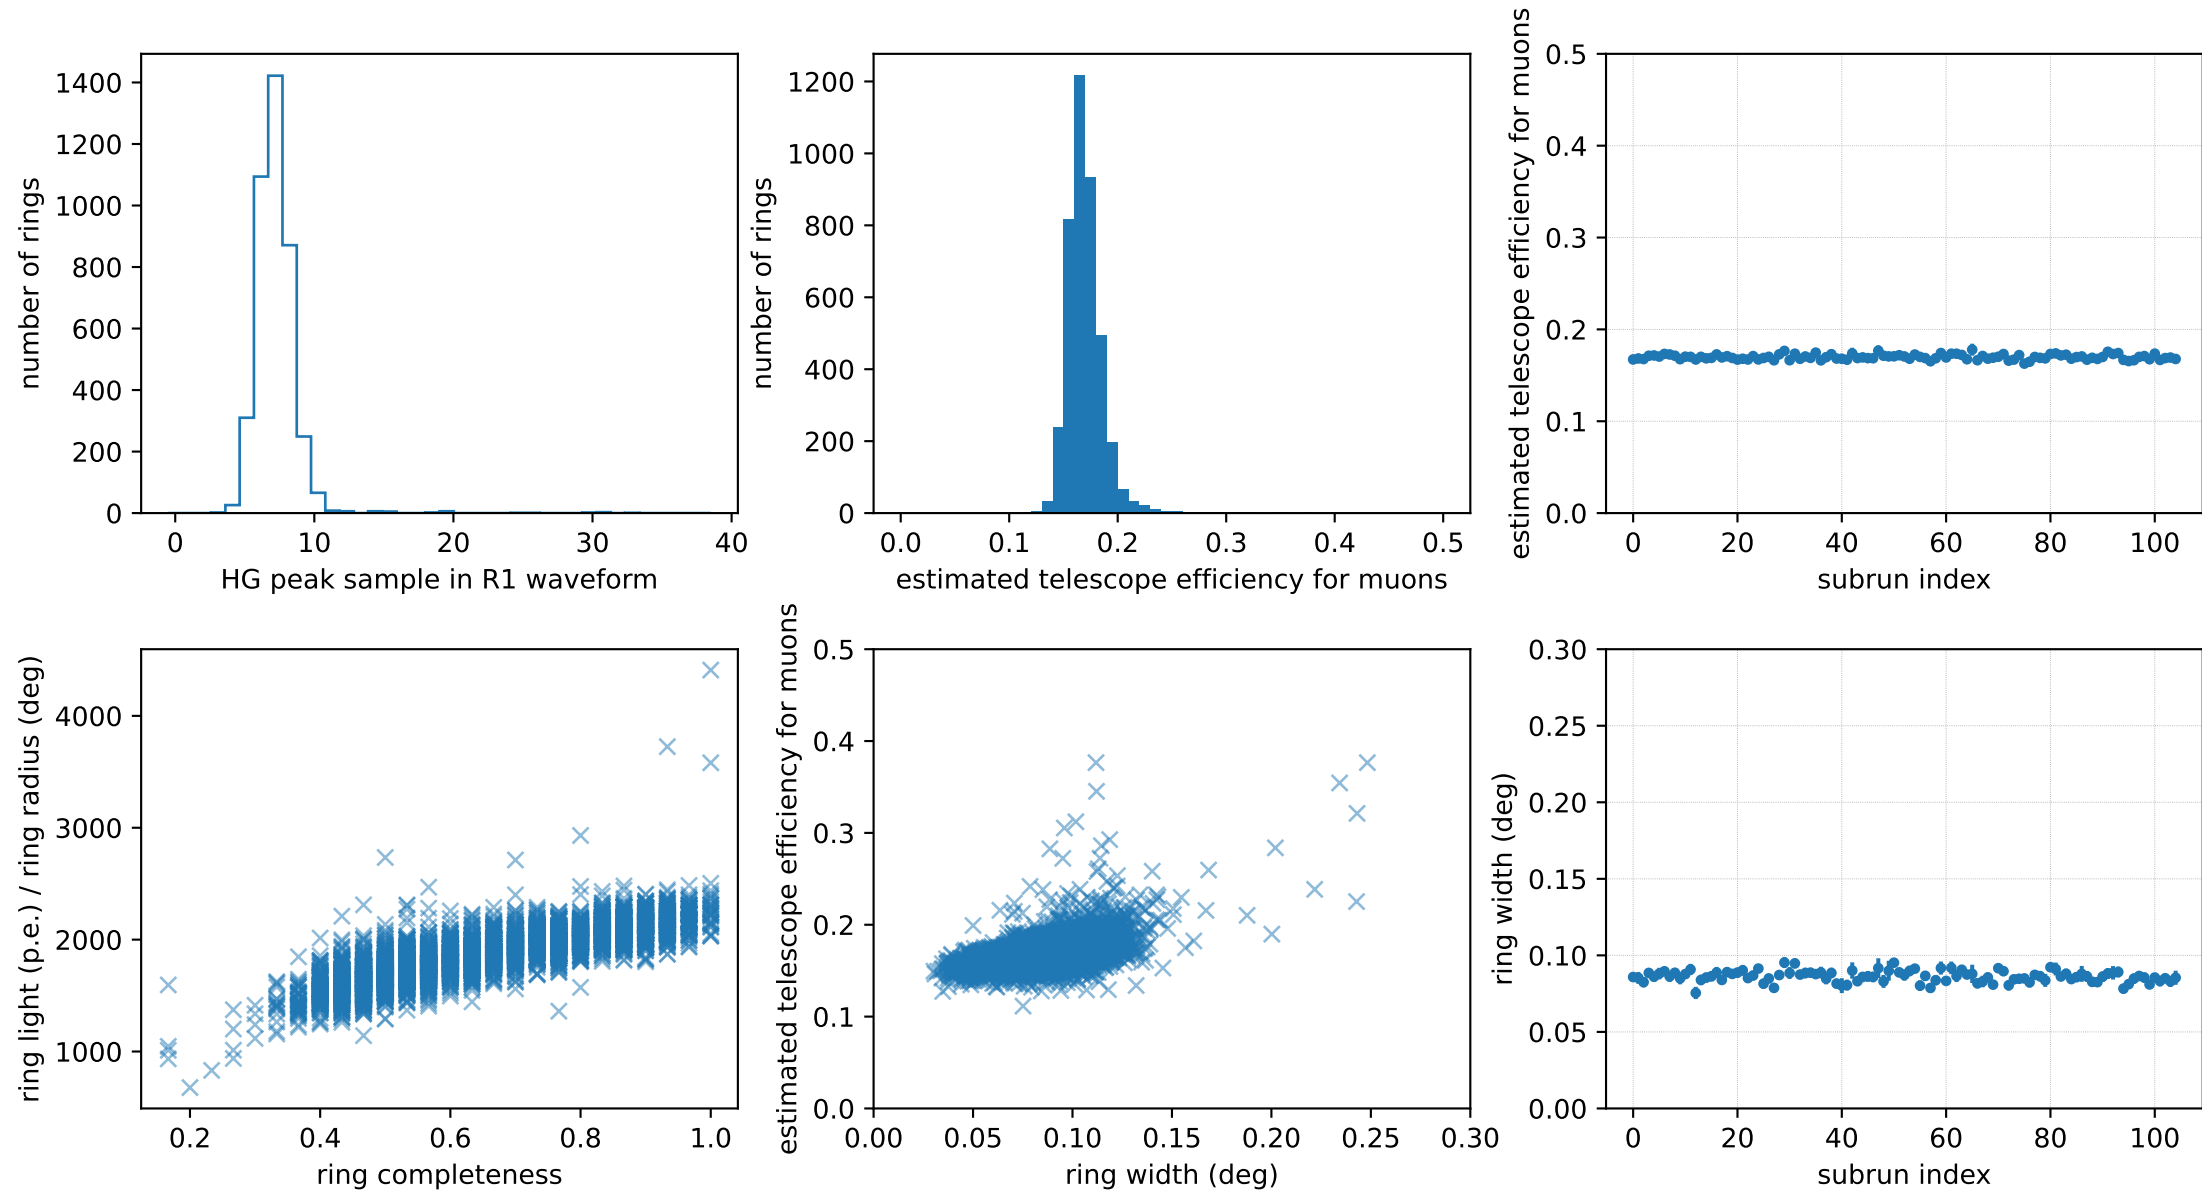 number of rings
1400
1200
1000
800
600
400
200
0
0 10 20 30 40
HG peak sample in R1 waveform
number of rings
1200
1000
800
600
400
200
0
0.0 0.1 0.2 0.3 0.4 0.5
estimated telescope efficiency for muons
estimated telescope efficiency for muons
0.5
0.4
0.3
0.2
0.1
0.0
0 20 40 60 80 100
subrun index
ring light (p.e.) / ring radius (deg)
4000
3000
2000
1000
0.2 0.4 0.6 0.8 1.0
ring completeness
estimated telescope efficiency for muons
0.5
0.4
0.3
0.2
0.1
0.0
0.00 0.05 0.10 0.15 0.20 0.25 0.30
ring width (deg)
ring width (deg)
0.30
0.25
0.20
0.15
0.10
0.05
0.00
0 20 40 60 80 100
subrun index